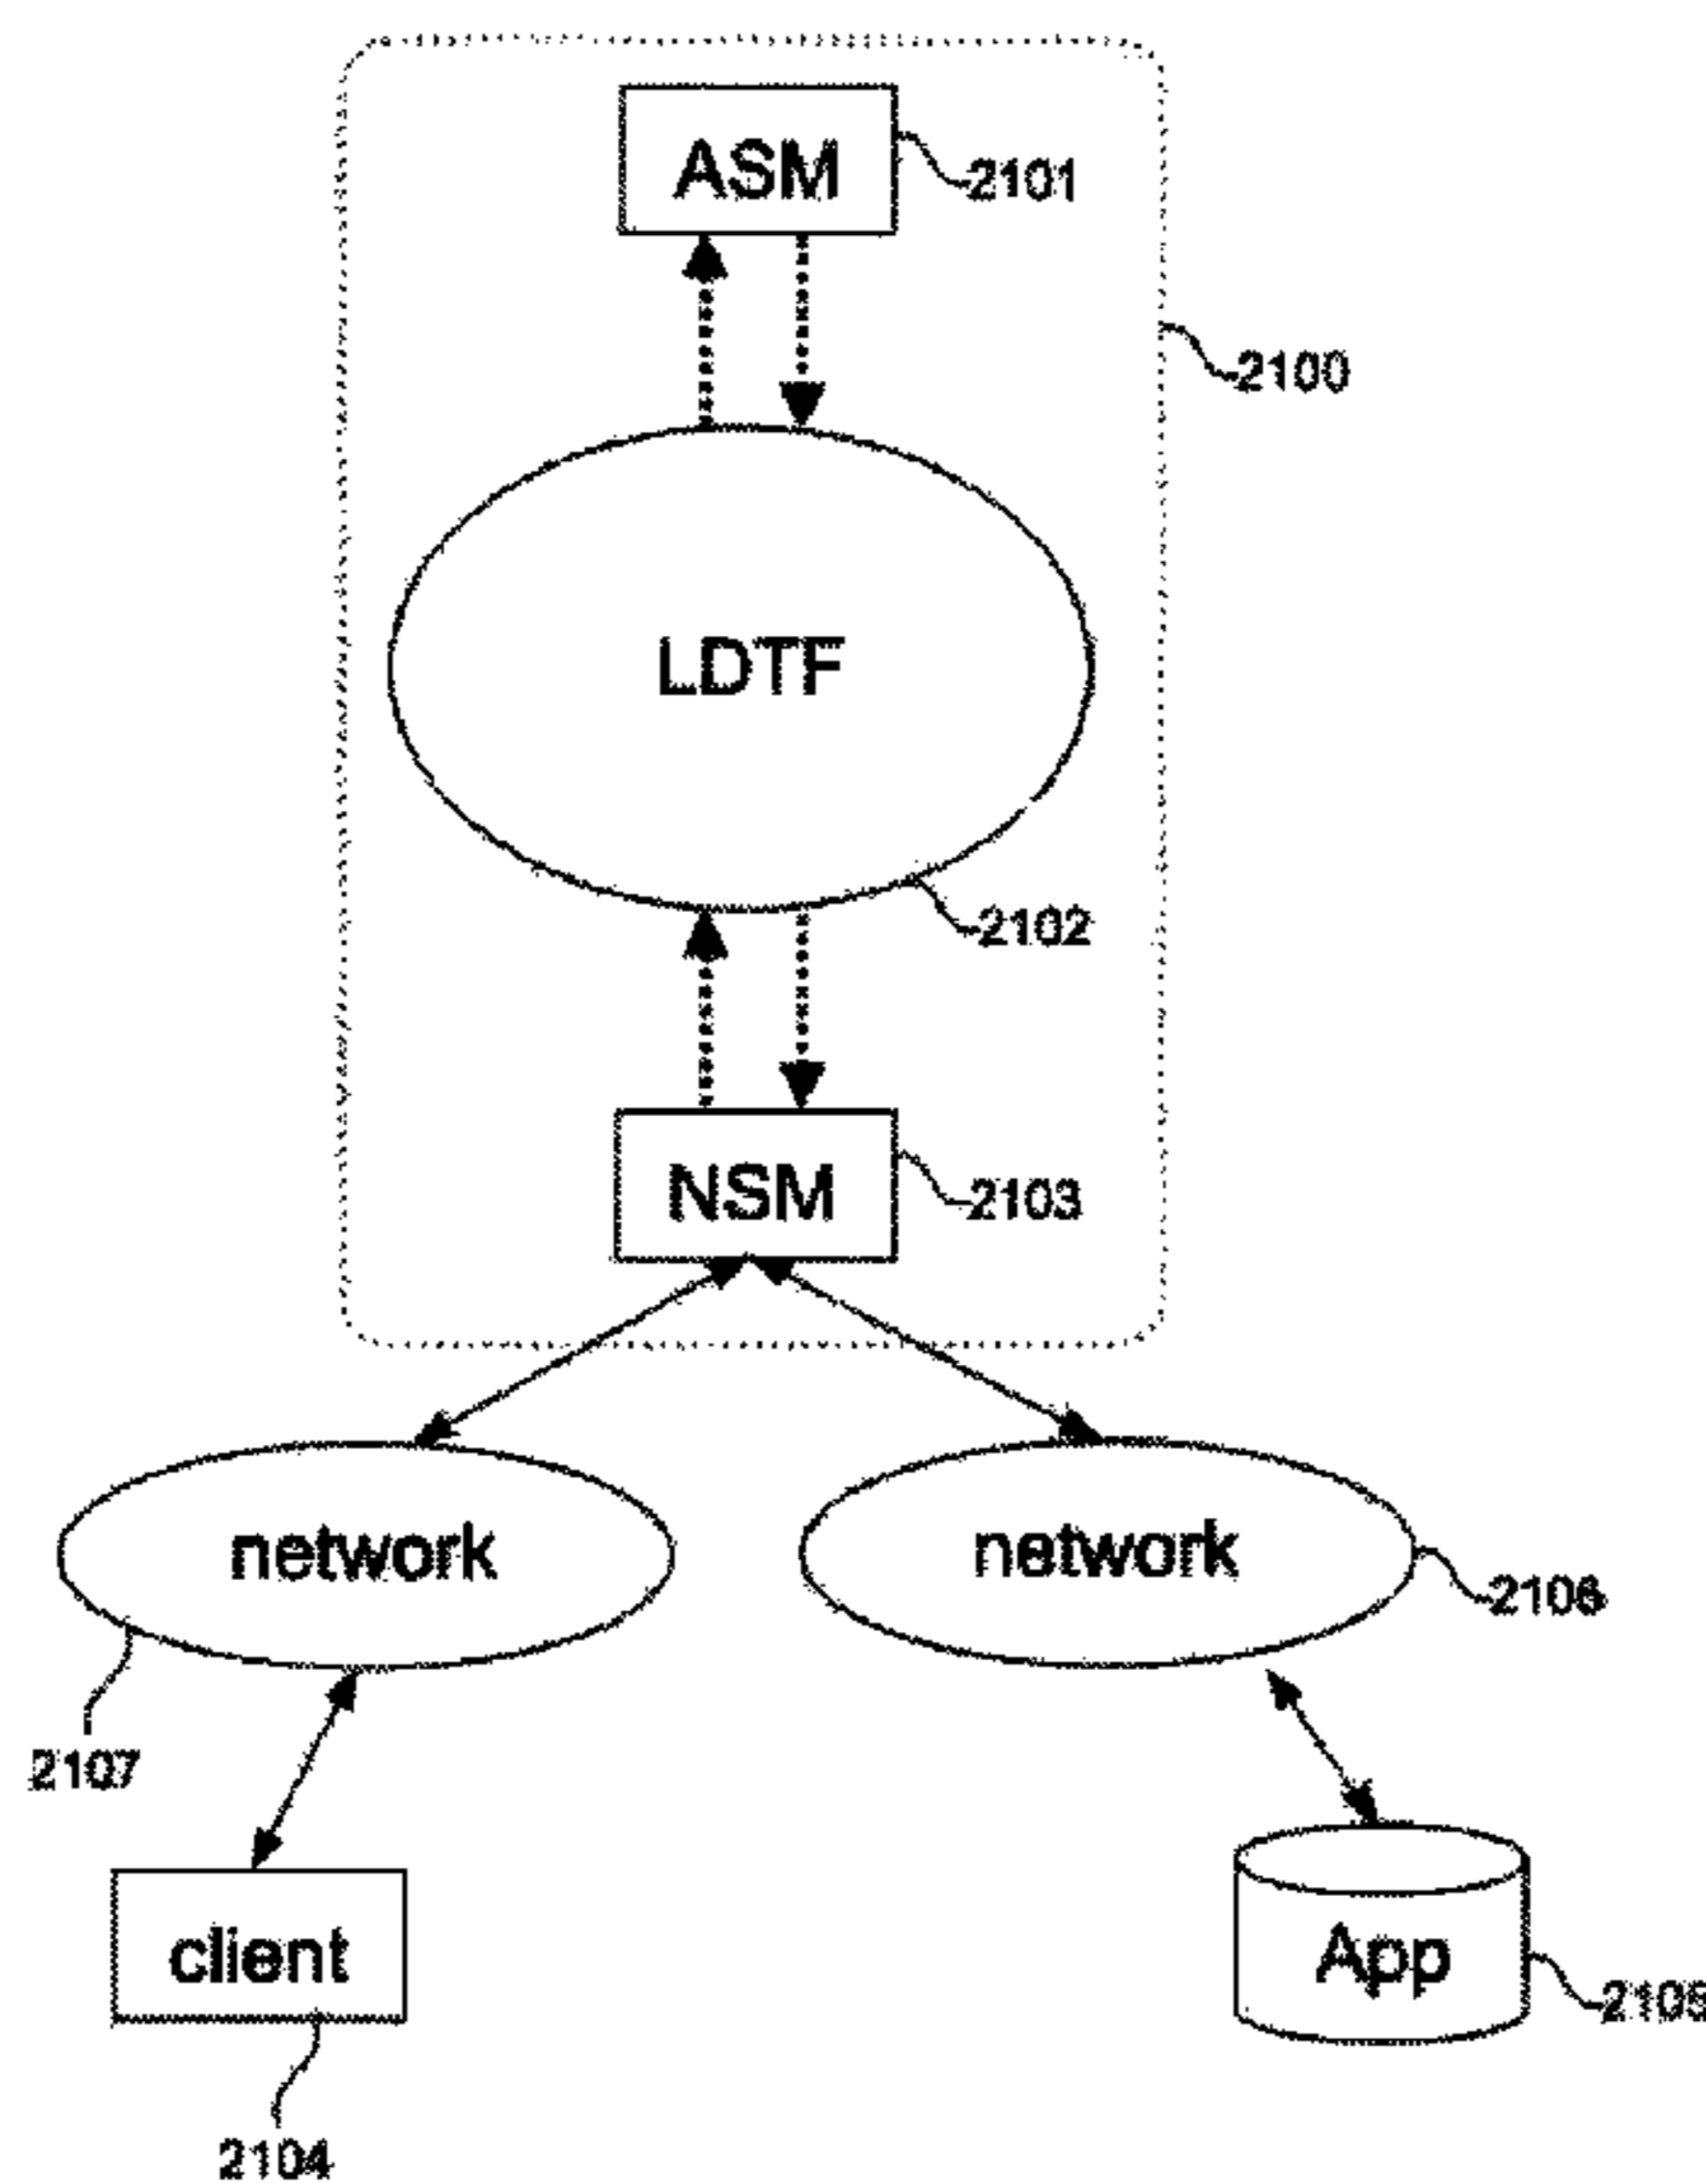 ASM
2101
2100
LDTF
2102
NSM
2103
network
network
2106
2107
client
App
2105
2104